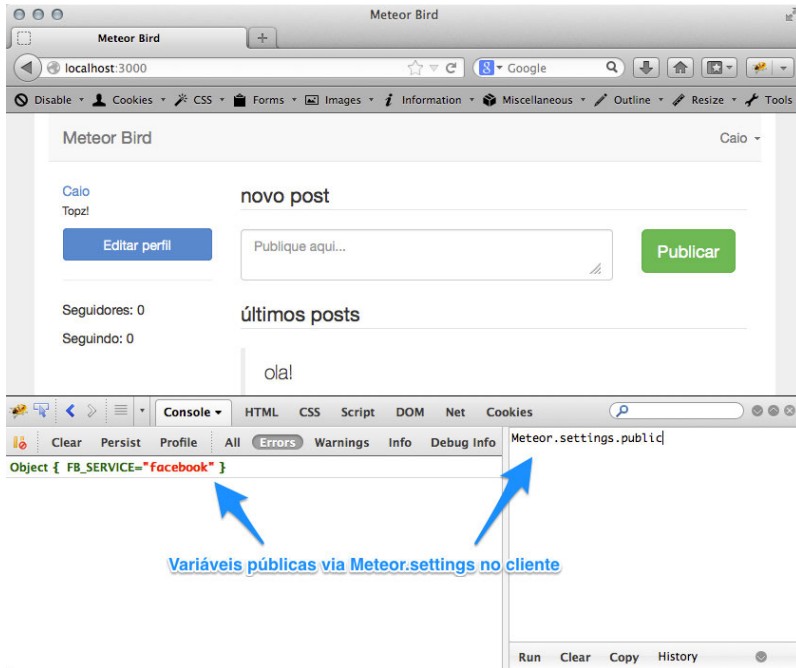 Meteor Bird
Meteor Bird
localhost:3000
Google
Disable Cookies CSS Forms Images Information Miscellaneous Outline Resize Tools
Meteor Bird
Caio
Caio
Topz!
Editar perfil
Seguidores: 0
Seguindo: 0
novo post
Publique aqui...
Publicar
últimos posts
ola!
Console HTML CSS Script DOM Net Cookies
Clear Persist Profile All Errors Warnings Info Debug Info
Object { FB_SERVICE="facebook" }
Meteor.settings.public
Variáveis públicas via Meteor.settings no cliente
Run Clear Copy History